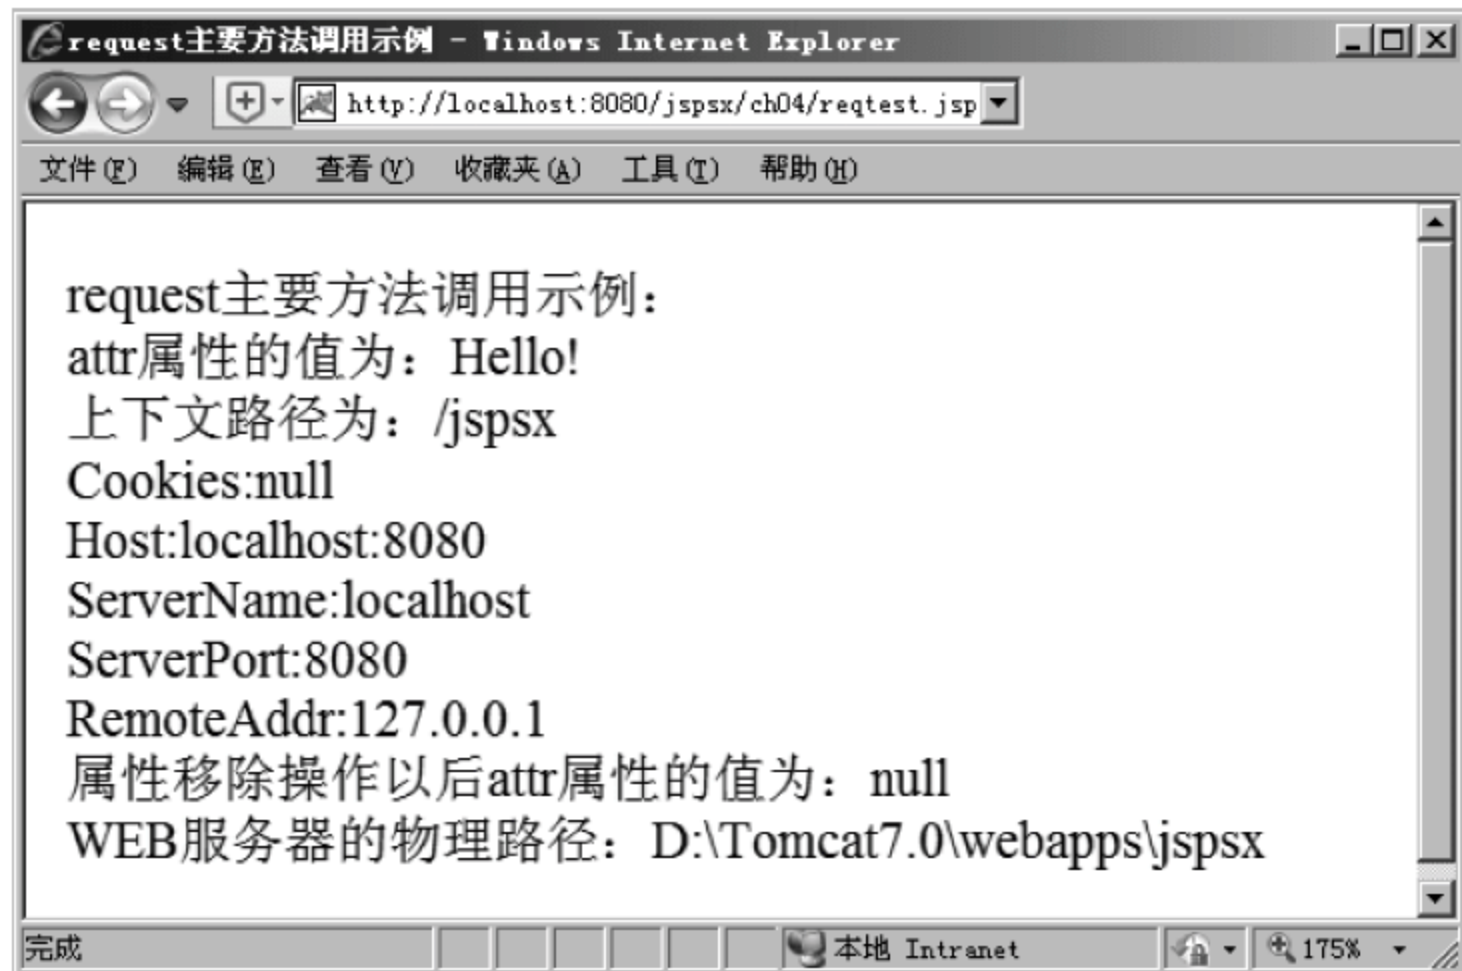 request主要方法调用示例 - Windows Internet Explorer
http://localhost:8080/jspsx/ch04/reqtest.jsp
文件(F) 编辑(E) 查看(V) 收藏夹(A) 工具(T) 帮助(H)
request主要方法调用示例：
attr属性的值为：Hello!
上下文路径为：/jspsx
Cookies:null
Host:localhost:8080
ServerName:localhost
ServerPort:8080
RemoteAddr:127.0.0.1
属性移除操作以后attr属性的值为：null
WEB服务器的物理路径：D:\Tomcat7.0\webapps\jspsx
完成 本地 Intranet 175%